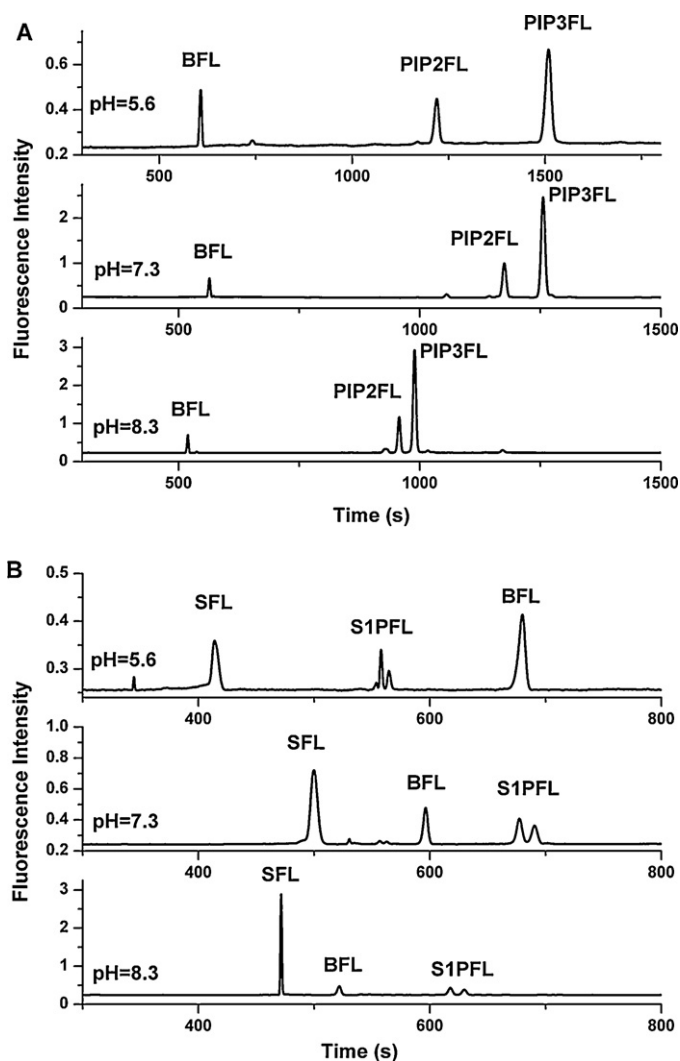 A
Fluorescence Intensity
PIP3FL
BFL
PIP2FL
pH=5.6
0.6
0.4
0.2
500 1000 1500
PIP3FL
PIP2FL
BFL
pH=7.3
2
1
0
500 1000 1500
PIP3FL
PIP2FL
BFL
pH=8.3
3
2
1
0
500 1000 1500
Time (s)
B
Fluorescence Intensity
SFL
S1PFL
BFL
pH=5.6
0.5
0.4
0.3
400 600 800
SFL
BFL
S1PFL
pH=7.3
1.0
0.8
0.6
0.4
0.2
400 600 800
SFL
BFL
S1PFL
pH=8.3
3
2
1
0
400 600 800
Time (s)